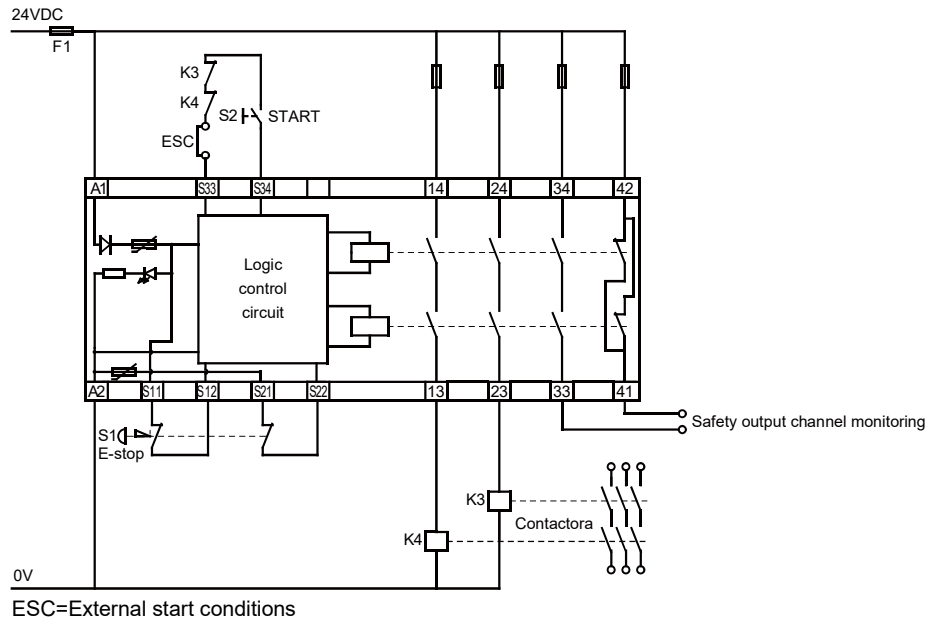 24VDC
F1
K3
K4
S2 START
ESC
A1 S33 S34 14 24 34 42
Logic
control
circuit
A2 S11 S12 S21 S22 13 23 33 41
Safety output channel monitoring
S1
E-stop
K3
Contactora
K4
0V
ESC=External start conditions